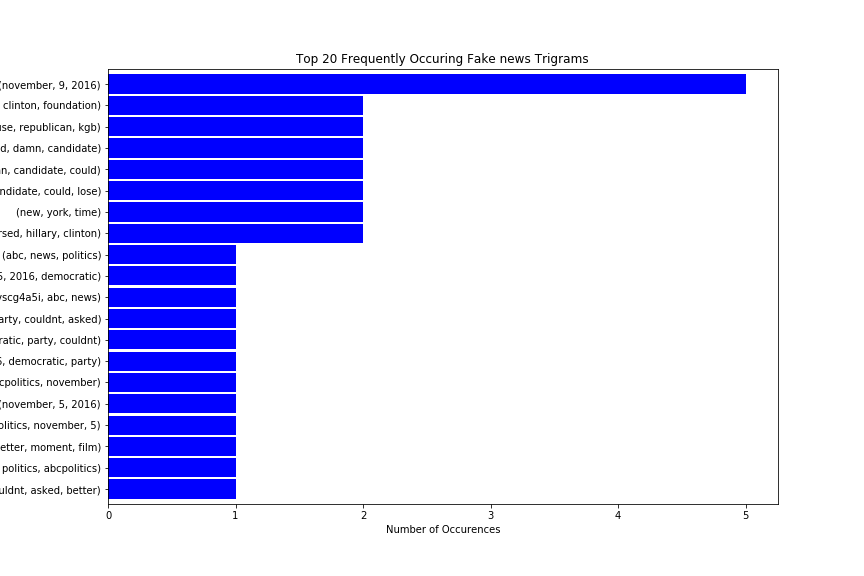 Top 20 Frequently Occuring Fake news Trigrams
(november, 9, 2016)
clinton, foundation)
use, republican, kgb)
d, damn, candidate)
n, candidate, could)
ndidate, could, lose)
(new, york, time)
rsed, hillary, clinton)
(abc, news, politics)
5, 2016, democratic)
vscg4a5i, abc, news)
arty, couldnt, asked)
ratic, party, couldnt)
6, democratic, party)
cpolitics, november)
(november, 5, 2016)
olitics, november, 5)
etter, moment, film)
politics, abcpolitics)
uldnt, asked, better)
0 1 2 3 4 5
Number of Occurences